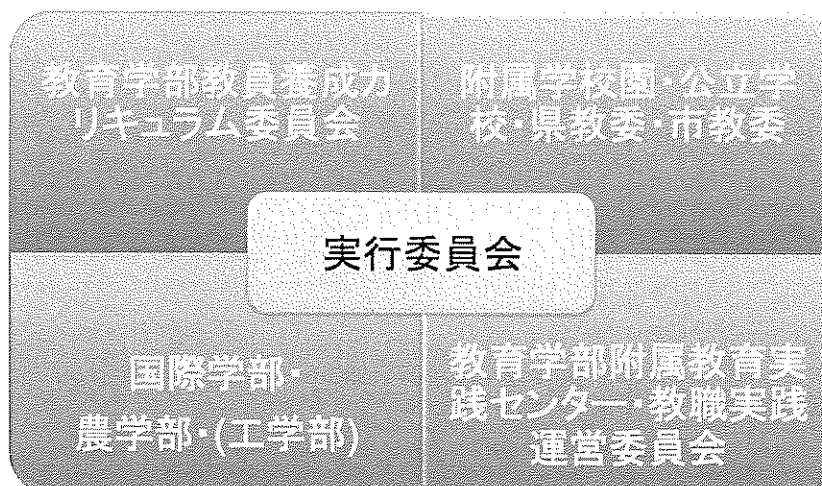 教育学部教員養成カ
リキュラム委員会
附属学校園・公立学
校・県教委・市教委
実行委員会
国際学部・
農学部・(工学部)
教育学部附属教育実
践センター・教職実践
運営委員会